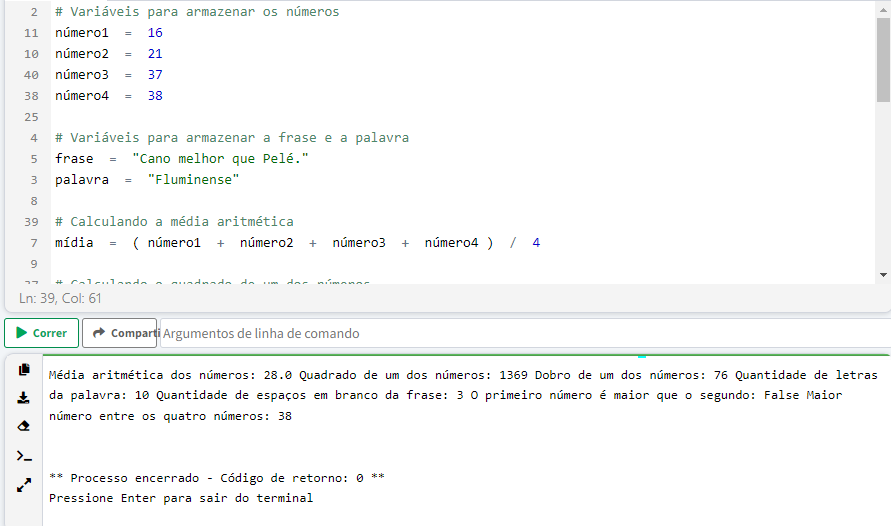 2 # Variáveis para armazenar os números
11 número1 = 16
10 número2 = 21
40 número3 = 37
38 número4 = 38
25
4 # Variáveis para armazenar a frase e a palavra
5 frase = "Cano melhor que Pelé."
3 palavra = "Fluminense"
8
39 # Calculando a média aritmética
7 mídia = ( número1 + número2 + número3 + número4 ) / 4
9
# Calculando o quadrado de um dos números
Ln: 39, Col: 61
Correr Comparti Argumentos de linha de comando
Média aritmética dos números: 28.0 Quadrado de um dos números: 1369 Dobro de um dos números: 76 Quantidade de letras
da palavra: 10 Quantidade de espaços em branco da frase: 3 O primeiro número é maior que o segundo: False Maior
número entre os quatro números: 38
** Processo encerrado - Código de retorno: 0 **
Pressione Enter para sair do terminal